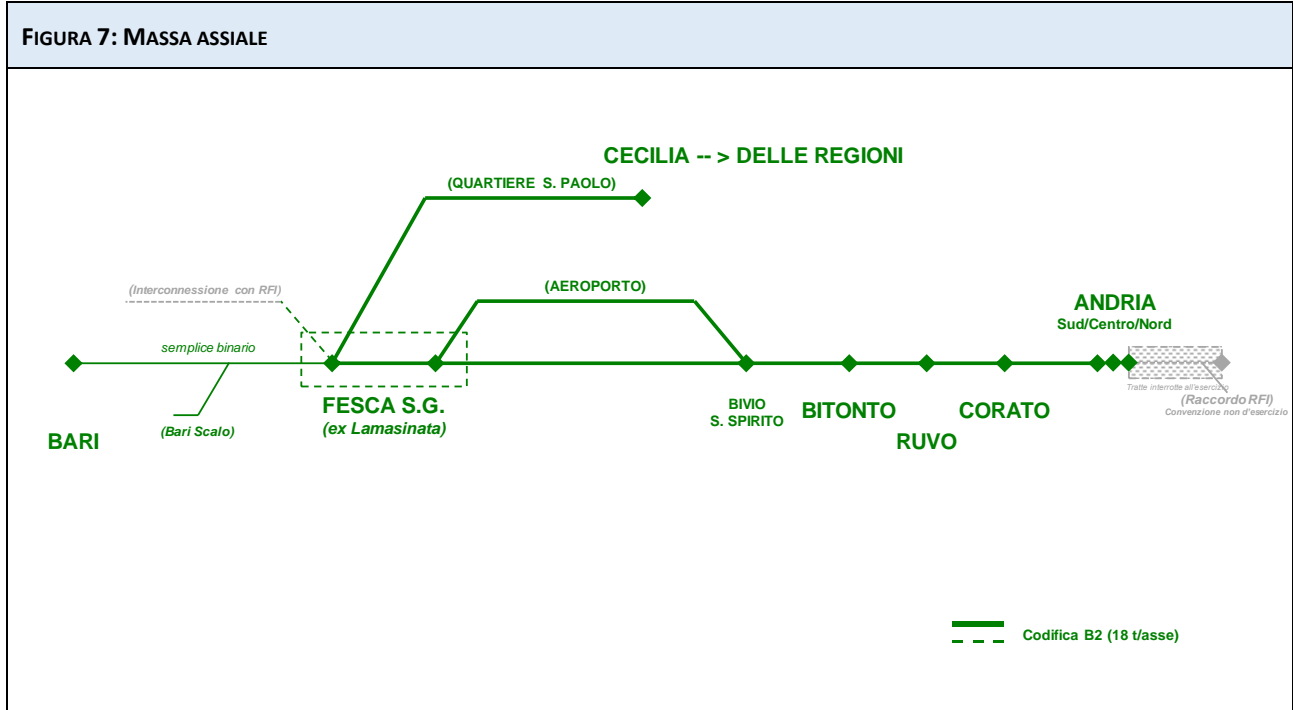 FIGURA 7: MASSA ASSIALE
CECILIA -- > DELLE REGIONI
(QUARTIERE S. PAOLO)
(Interconnessione con RFI)
(AEROPORTO)
ANDRIA
Sud/Centro/Nord
semplice binario
Tratte interrotte all'esercizio
(Raccordo RFI)
Convenzione non d'esercizio
FESCA S.G.
(ex Lamasinata)
BIVIO
S. SPIRITO
BITONTO
CORATO
(Bari Scalo)
BARI
RUVO
Codifica B2 (18 t/asse)